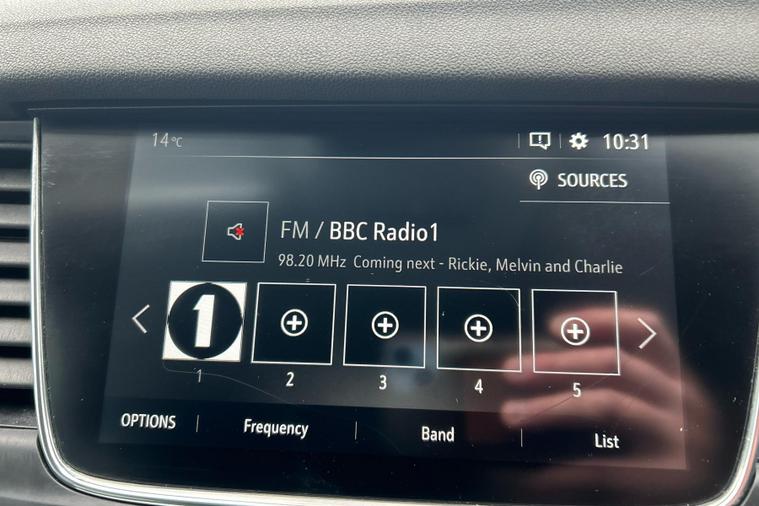 14°C
10:31
SOURCES
FM / BBC Radio1
98.20 MHz Coming next - Rickie, Melvin and Charlie
1
1 2 3 4 5
OPTIONS Frequency Band List